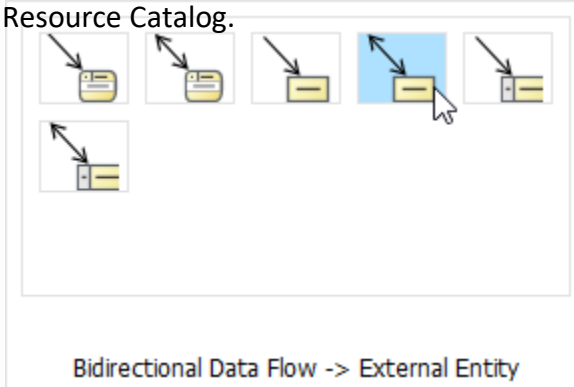 Resource Catalog.
Bidirectional Data Flow -> External Entity